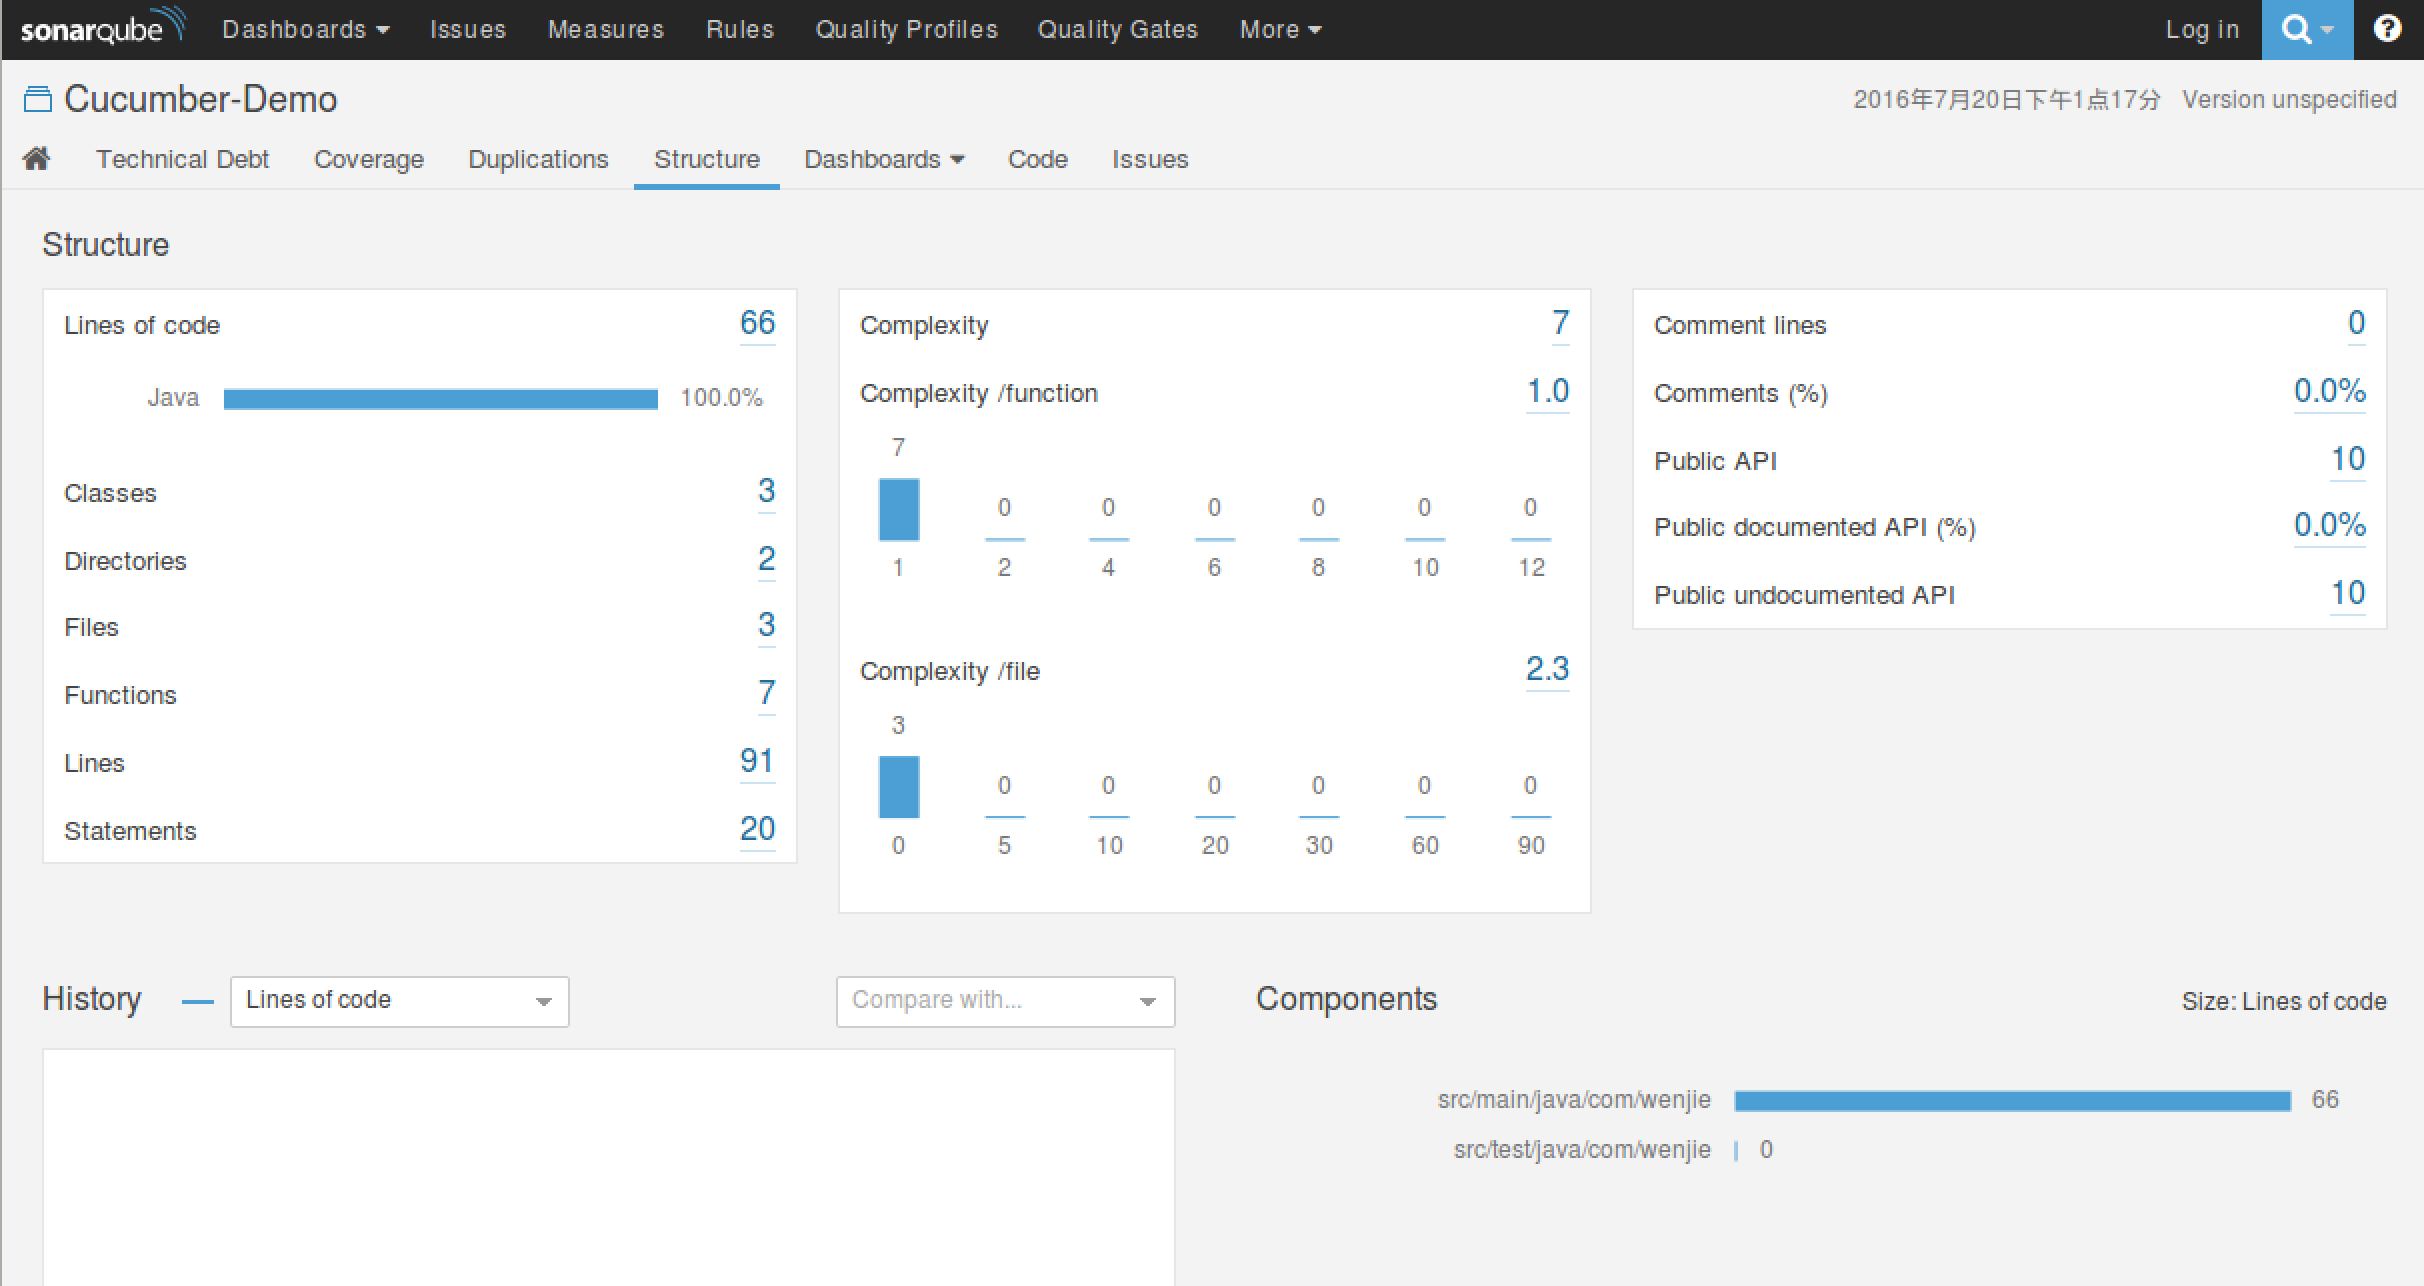 sonarqube Dashboards Issues Measures Rules Quality Profiles Quality Gates More Log in
Cucumber-Demo 2016年7月20日下午1点17分 Version unspecified
Technical Debt Coverage Duplications Structure Dashboards Code Issues
Structure
Lines of code 66
Java 100.0%
Classes 3
Directories 2
Files 3
Functions 7
Lines 91
Statements 20
Complexity 7
Complexity /function 1.0
7 0 0 0 0 0 0
1 2 4 6 8 10 12
Complexity /file 2.3
3 0 0 0 0 0 0
0 5 10 20 30 60 90
Comment lines 0
Comments (%) 0.0%
Public API 10
Public documented API (%) 0.0%
Public undocumented API 10
History Lines of code Compare with...
Components Size: Lines of code
src/main/java/com/wenjie 66
src/test/java/com/wenjie 0